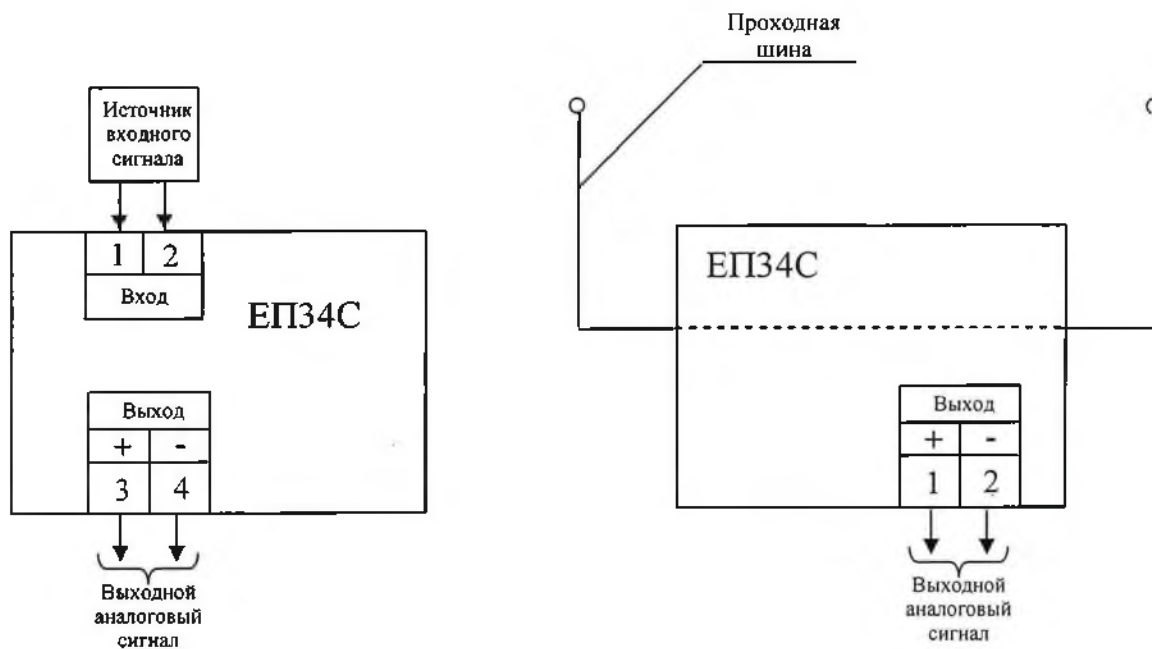 Источник
входного
сигнала
1 2
Вход
ЕП34С
Выход
+ -
3 4
Выходной
аналоговый
сигнал
Проходная
шина
ЕП34С
Выход
+ -
1 2
Выходной
аналоговый
сигнал